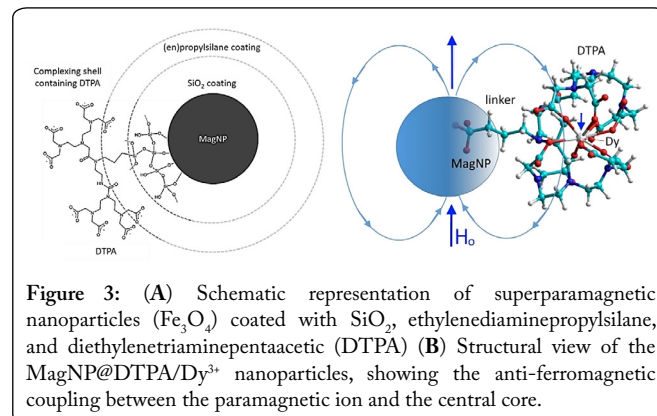 (en)propylsilane coating
Complexing shell
containing DTPA
SiO₂ coating
MagNP
DTPA
DTPA
linker
Dy
MagNP
H₀
Figure 3: (A) Schematic representation of superparamagnetic
nanoparticles (Fe₃O₄) coated with SiO₂, ethylenediaminepropylsilane,
and diethylenetriaminepentaacetic (DTPA) (B) Structural view of the
MagNP@DTPA/Dy³⁺ nanoparticles, showing the anti-ferromagnetic
coupling between the paramagnetic ion and the central core.